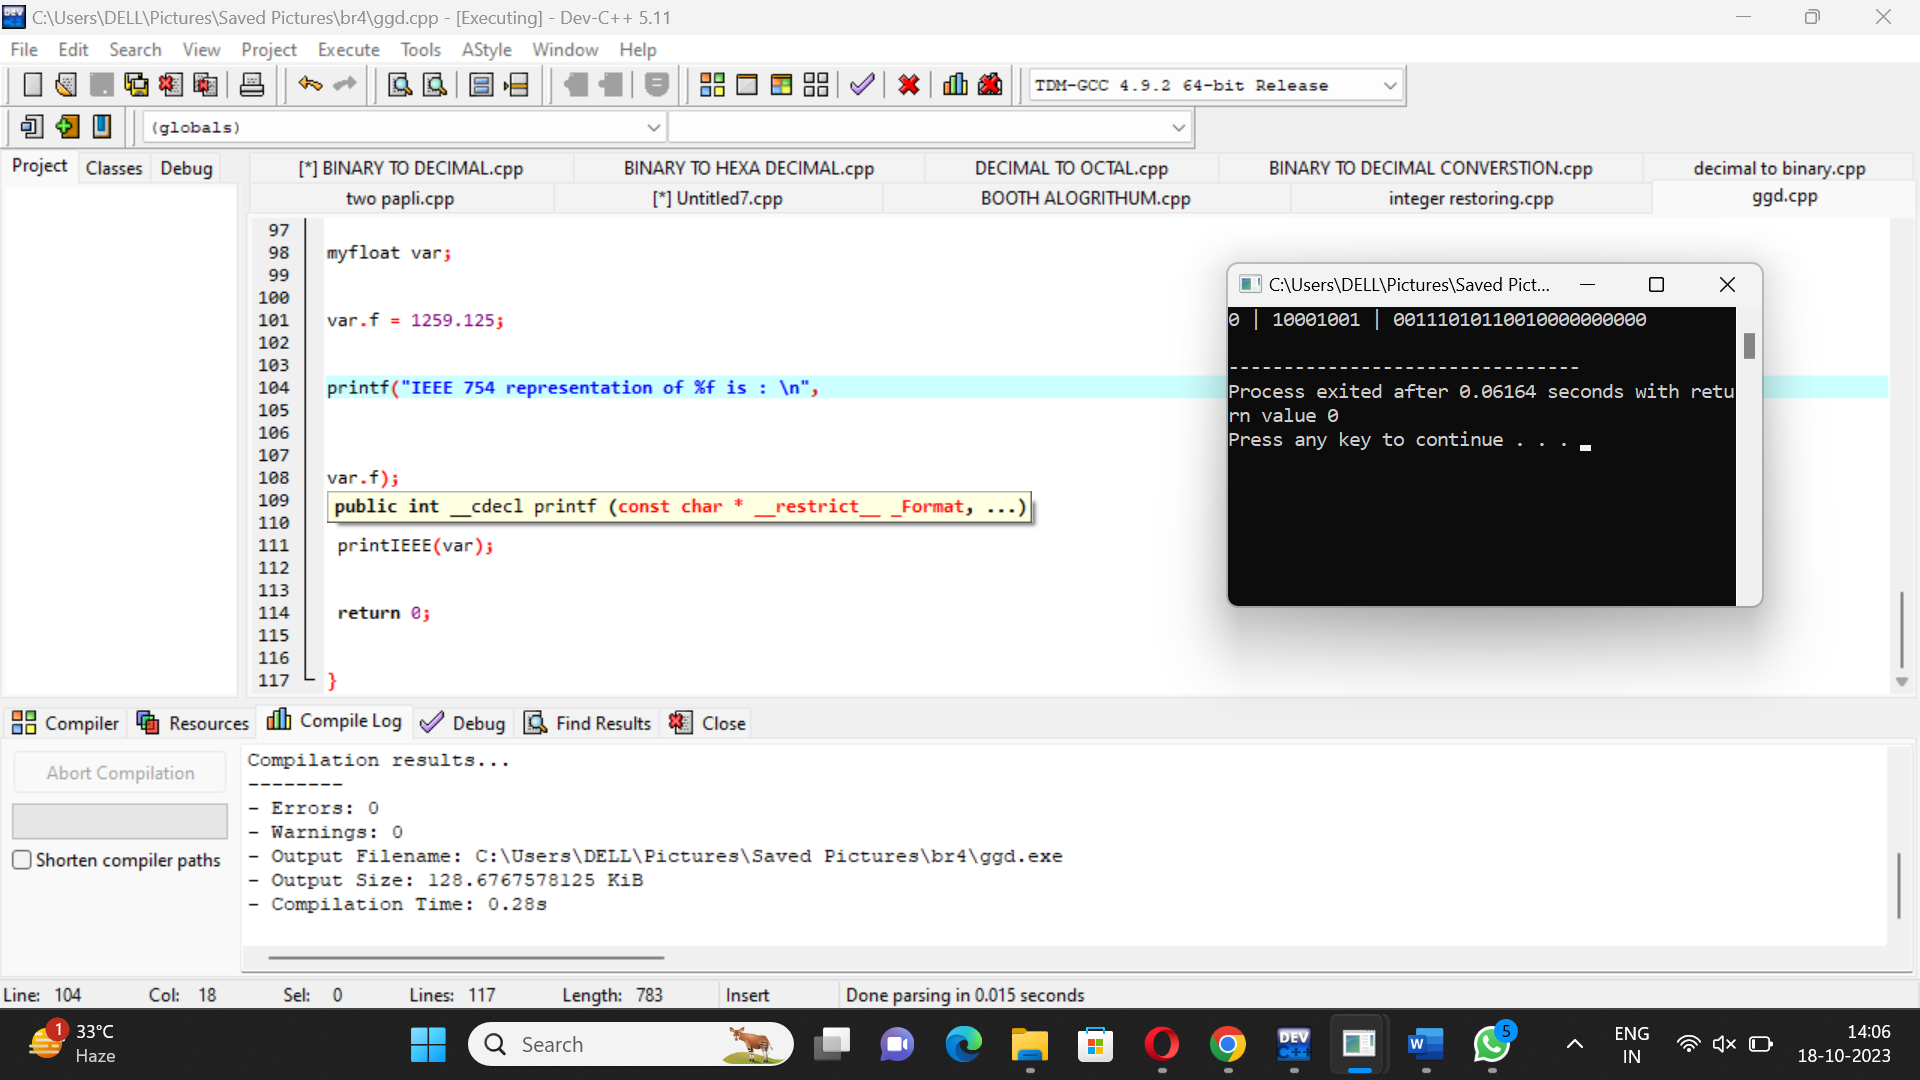 C:\Users\DELL\Pictures\Saved Pictures\br4\ggd.cpp - [Executing] - Dev-C++ 5.11
File Edit Search View Project Execute Tools AStyle Window Help
TDM-GCC 4.9.2 64-bit Release
(globals)
Project Classes Debug
[*] BINARY TO DECIMAL.cpp BINARY TO HEXA DECIMAL.cpp DECIMAL TO OCTAL.cpp BINARY TO DECIMAL CONVERSTION.cpp decimal to binary.cpp
two papli.cpp [*] Untitled7.cpp BOOTH ALOGRITHUM.cpp integer restoring.cpp ggd.cpp
97
98 myfloat var;
99
100
101 var.f = 1259.125;
102
103
104 printf("IEEE 754 representation of %f is : \n",
105
106
107
108 var.f);
109 public int __cdecl printf (const char * __restrict__ _Format, ...)
110
111 printIEEE(var);
112
113
114 return 0;
115
116
117 }
C:\Users\DELL\Pictures\Saved Pict...
0 | 10001001 | 00111010110010000000000
--------------------------------
Process exited after 0.06164 seconds with retu
rn value 0
Press any key to continue . . .
Compiler Resources Compile Log Debug Find Results Close
Abort Compilation
Shorten compiler paths
Compilation results...
--------
- Errors: 0
- Warnings: 0
- Output Filename: C:\Users\DELL\Pictures\Saved Pictures\br4\ggd.exe
- Output Size: 128.6767578125 KiB
- Compilation Time: 0.28s
Line: 104 Col: 18 Sel: 0 Lines: 117 Length: 783 Insert Done parsing in 0.015 seconds
1
33°C
Haze
Search
DEV
C++
W
5
ENG
IN
14:06
18-10-2023